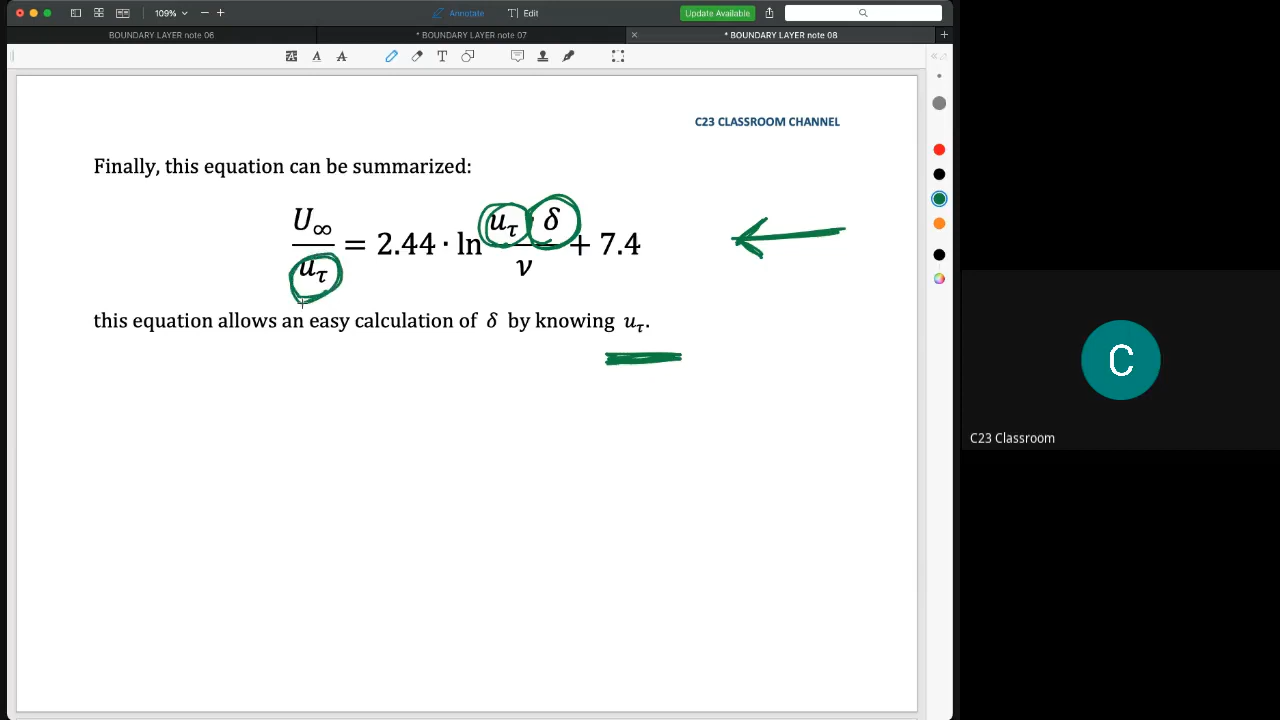 109%
Annotate
Edit
Update Available
BOUNDARY LAYER note 06
* BOUNDARY LAYER note 07
* BOUNDARY LAYER note 08
C23 CLASSROOM CHANNEL
Finally, this equation can be summarized:
U∞/uτ = 2.44 · ln (uτ · δ)/ν + 7.4
this equation allows an easy calculation of δ by knowing uτ.
C
C23 Classroom